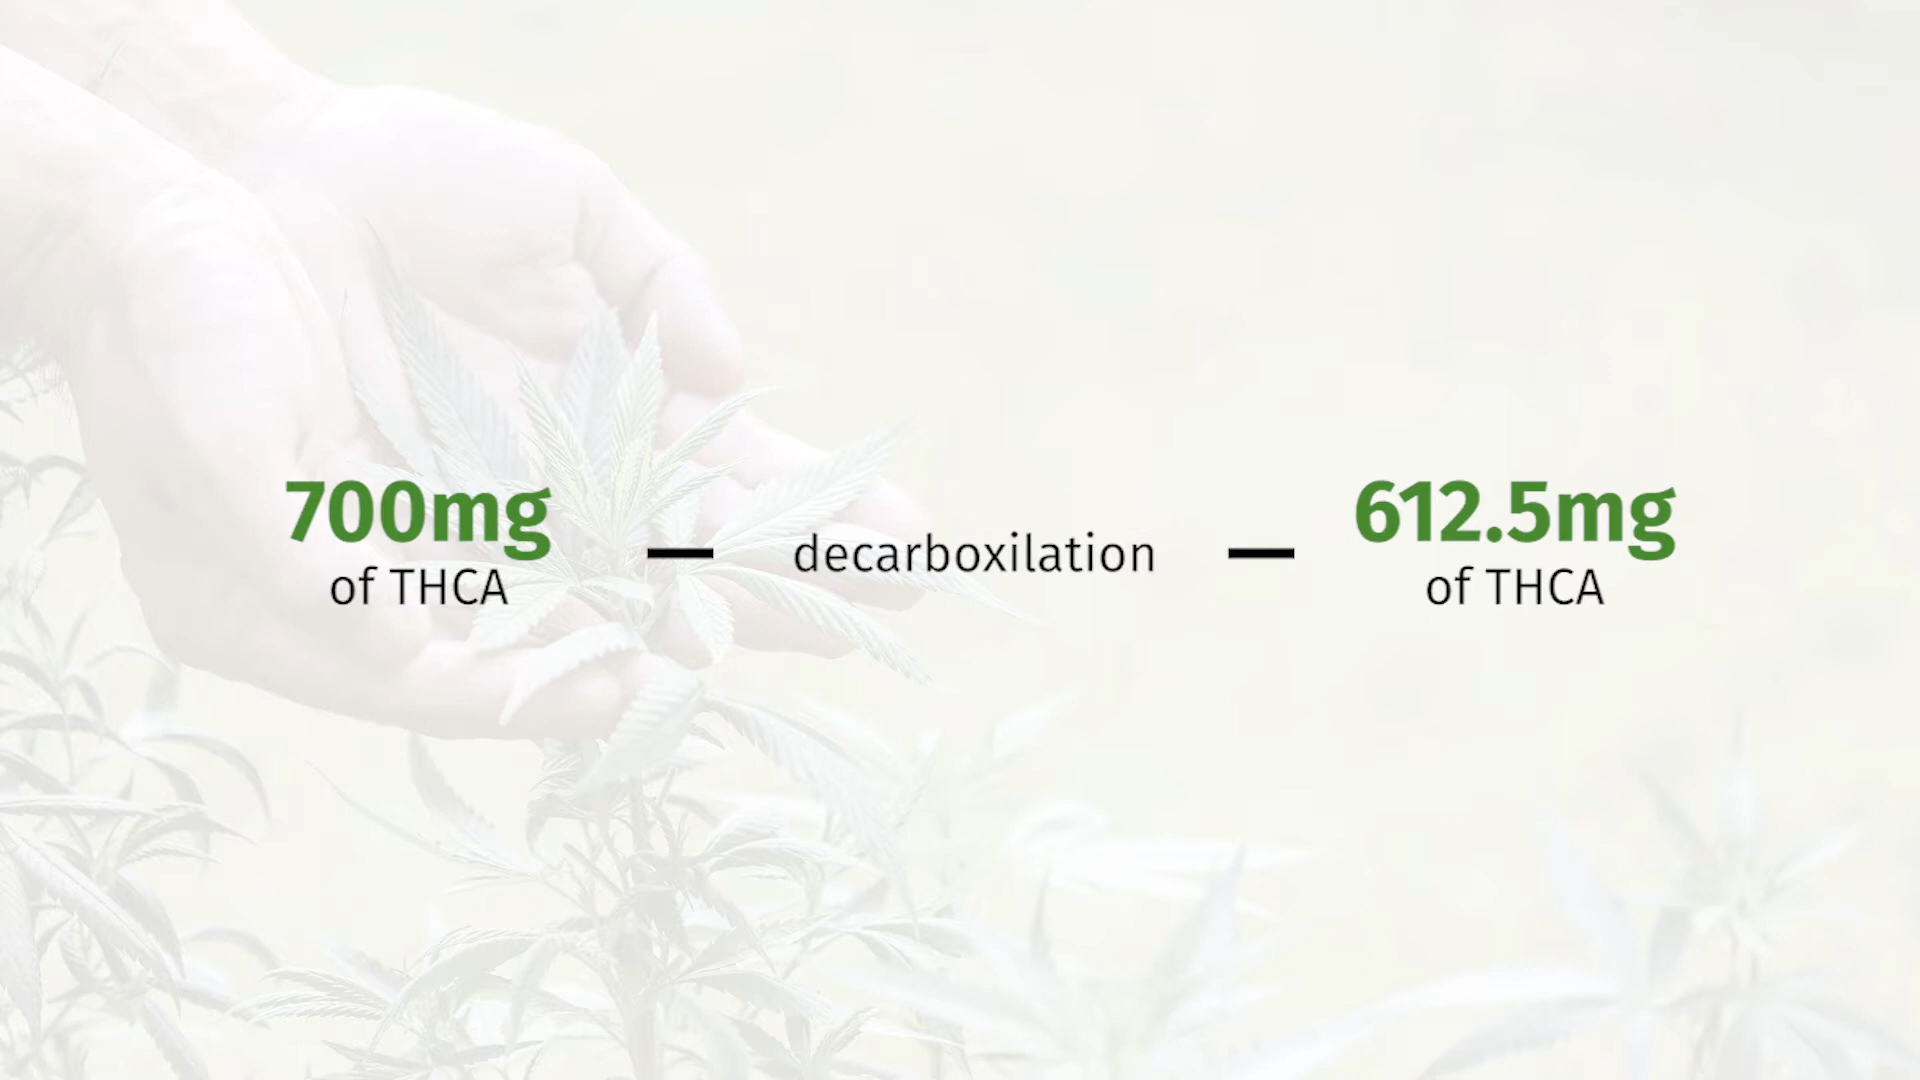 700mg
of THCA
— decarboxilation —
612.5mg
of THCA